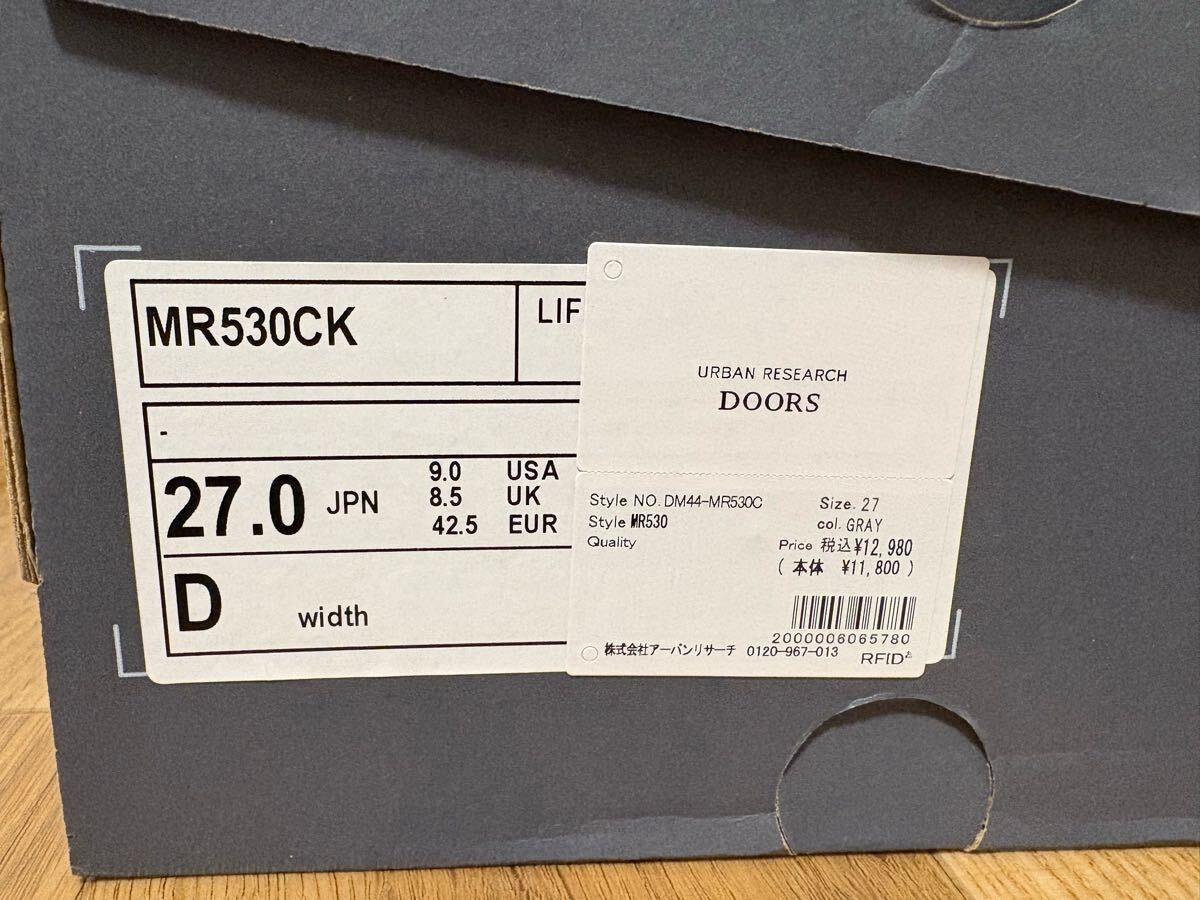 MR530CK
LIF
-
27.0 JPN
9.0 USA
8.5 UK
42.5 EUR
D width
URBAN RESEARCH
DOORS
Style NO. DM44-MR530C Size. 27
Style MR530 col. GRAY
Quality Price 税込¥12,980
( 本体 ¥11,800 )
2000006065780
株式会社アーバンリサーチ 0120-967-013 RFID